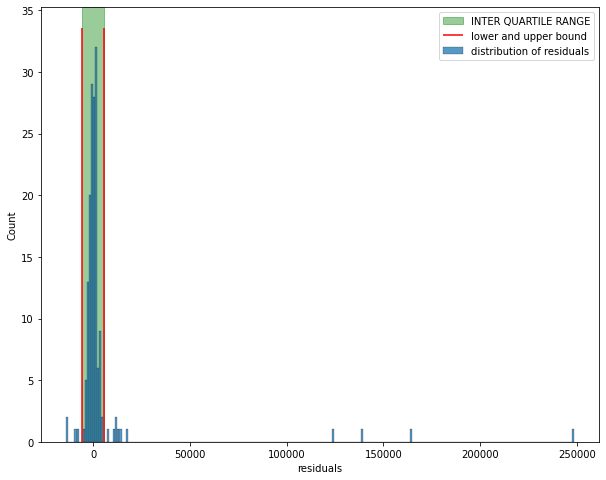 INTER QUARTILE RANGE
lower and upper bound
distribution of residuals
35
30
25
20
15
10
5
0
Count
0 50000 100000 150000 200000 250000
residuals